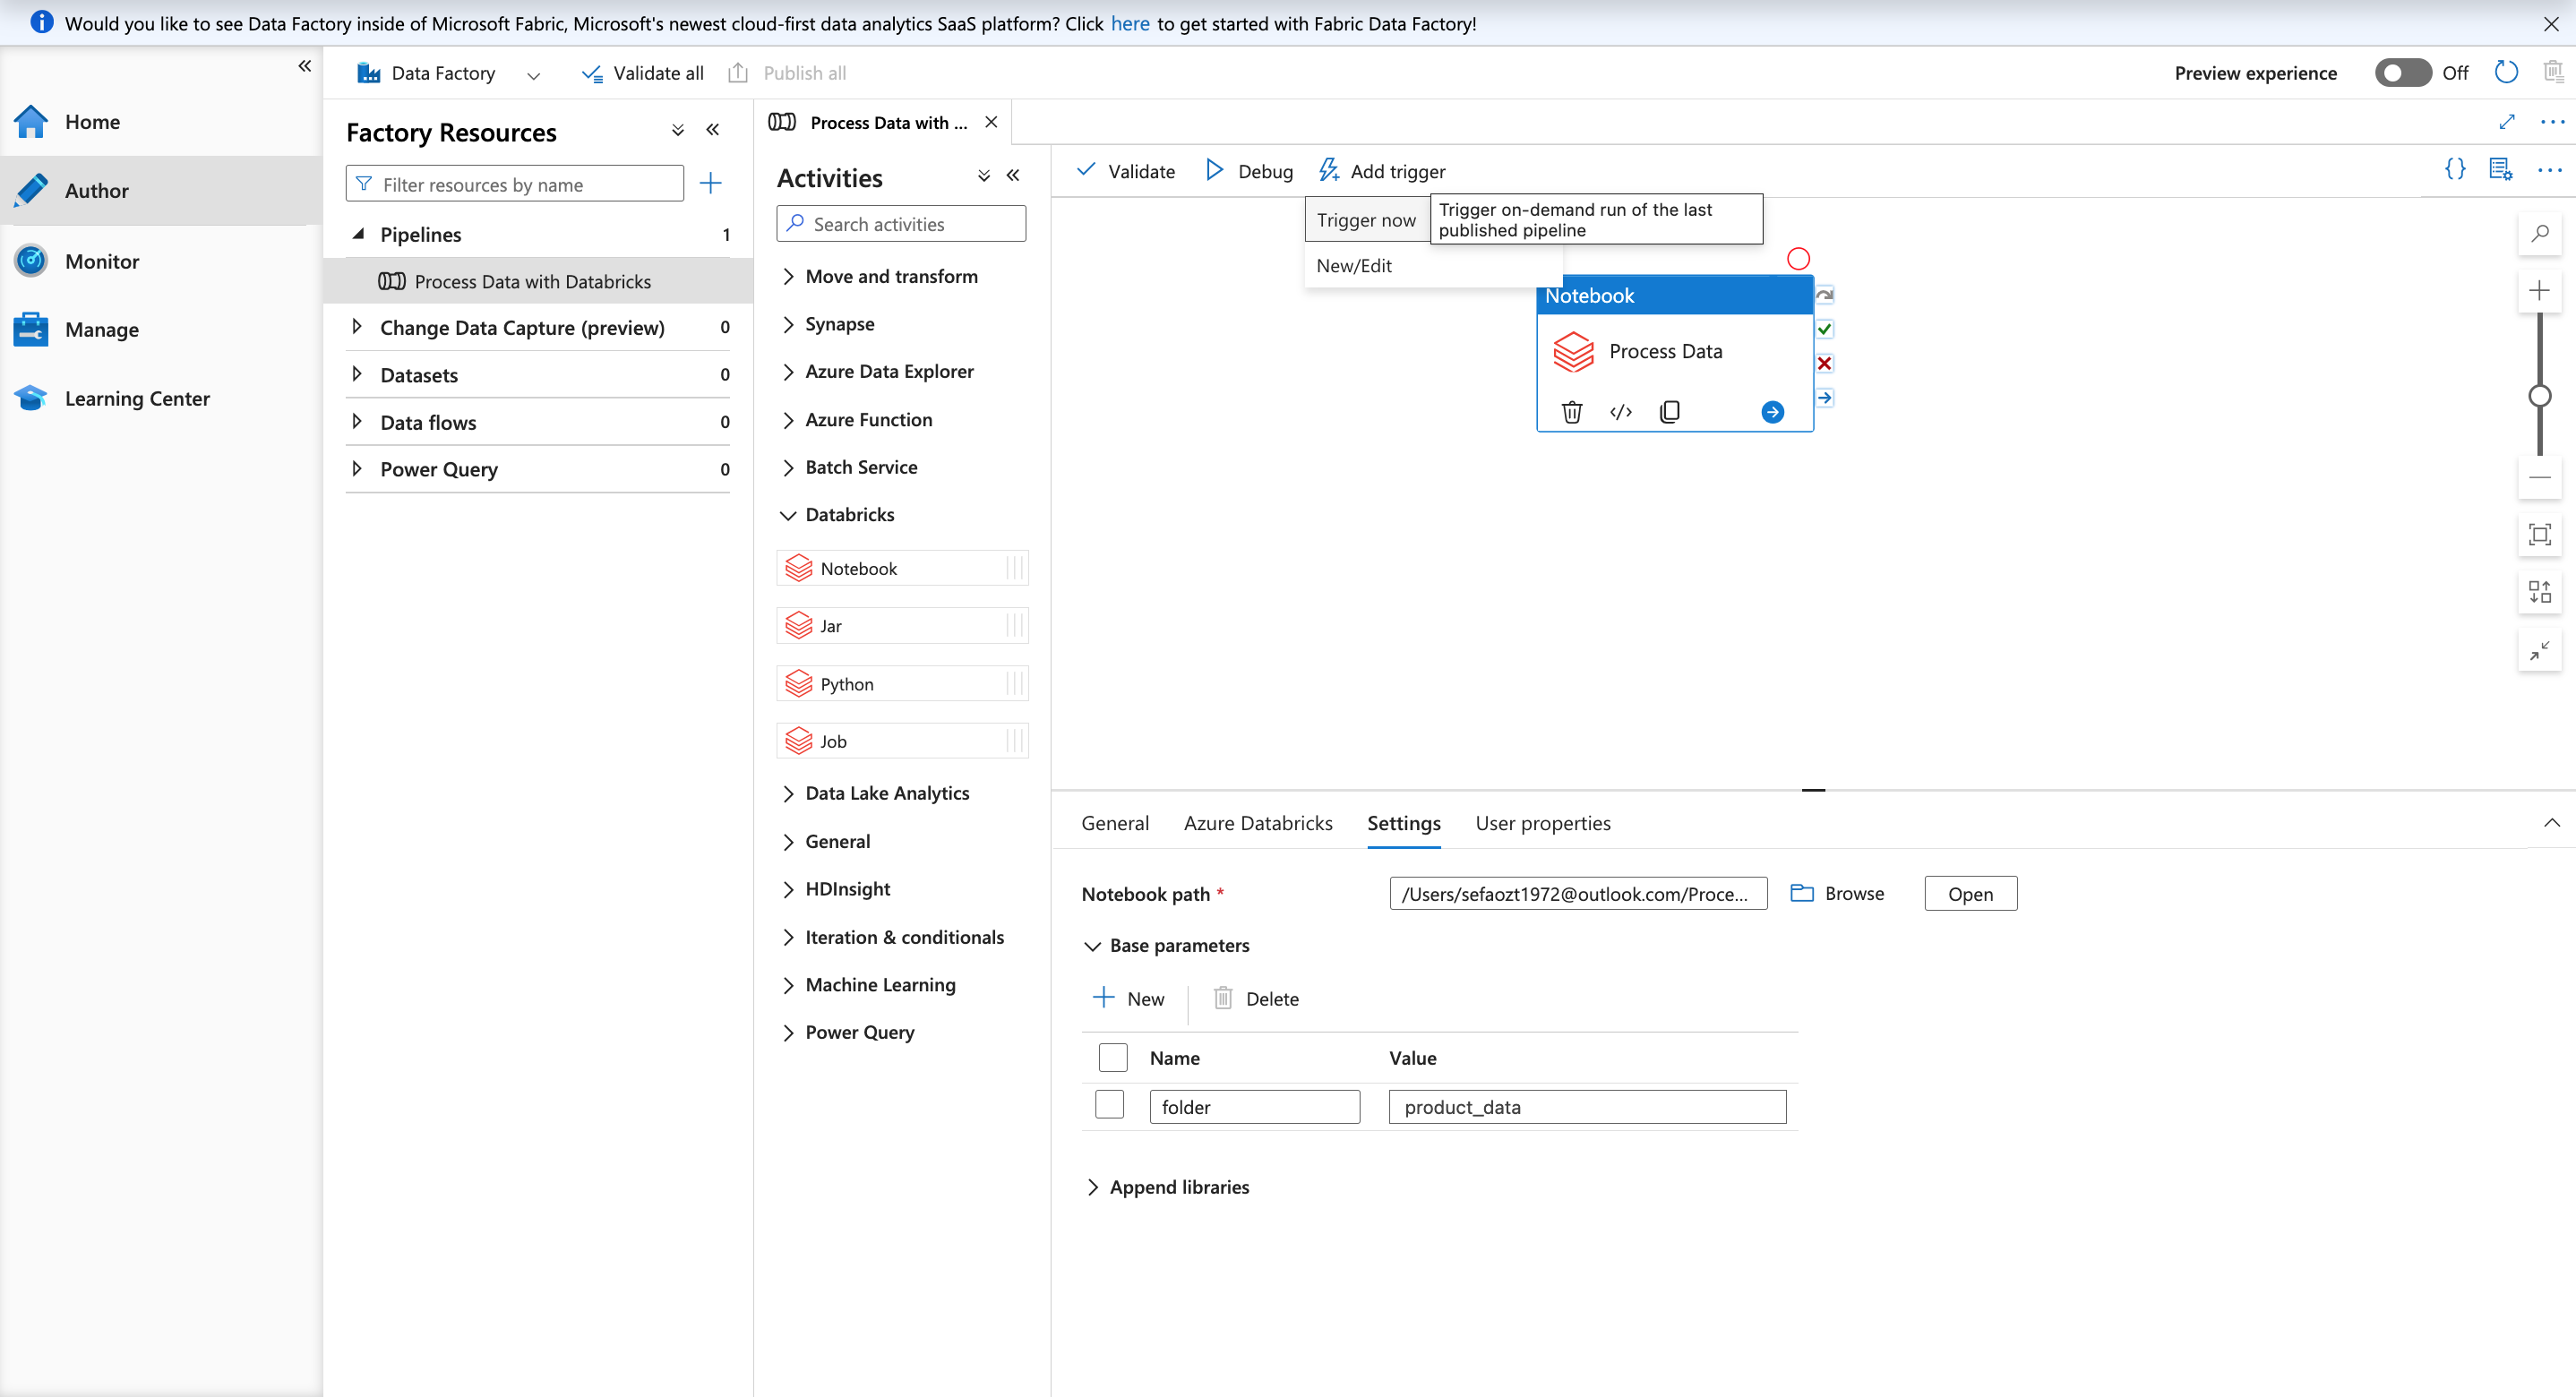 Would you like to see Data Factory inside of Microsoft Fabric, Microsoft's newest cloud-first data analytics SaaS platform? Click here to get started with Fabric Data Factory!
Data Factory
Validate all
Publish all
Preview experience
Off
Home
Author
Monitor
Manage
Learning Center
Factory Resources
Filter resources by name
Pipelines 1
Process Data with Databricks
Change Data Capture (preview) 0
Datasets 0
Data flows 0
Power Query 0
Process Data with ...
Activities
Search activities
Move and transform
Synapse
Azure Data Explorer
Azure Function
Batch Service
Databricks
Notebook
Jar
Python
Job
Data Lake Analytics
General
HDInsight
Iteration & conditionals
Machine Learning
Power Query
Validate
Debug
Add trigger
Trigger now
Trigger on-demand run of the last
published pipeline
New/Edit
Notebook
Process Data
General
Azure Databricks
Settings
User properties
Notebook path *
/Users/sefaozt1972@outlook.com/Proce...
Browse
Open
Base parameters
New
Delete
Name Value
folder product_data
Append libraries